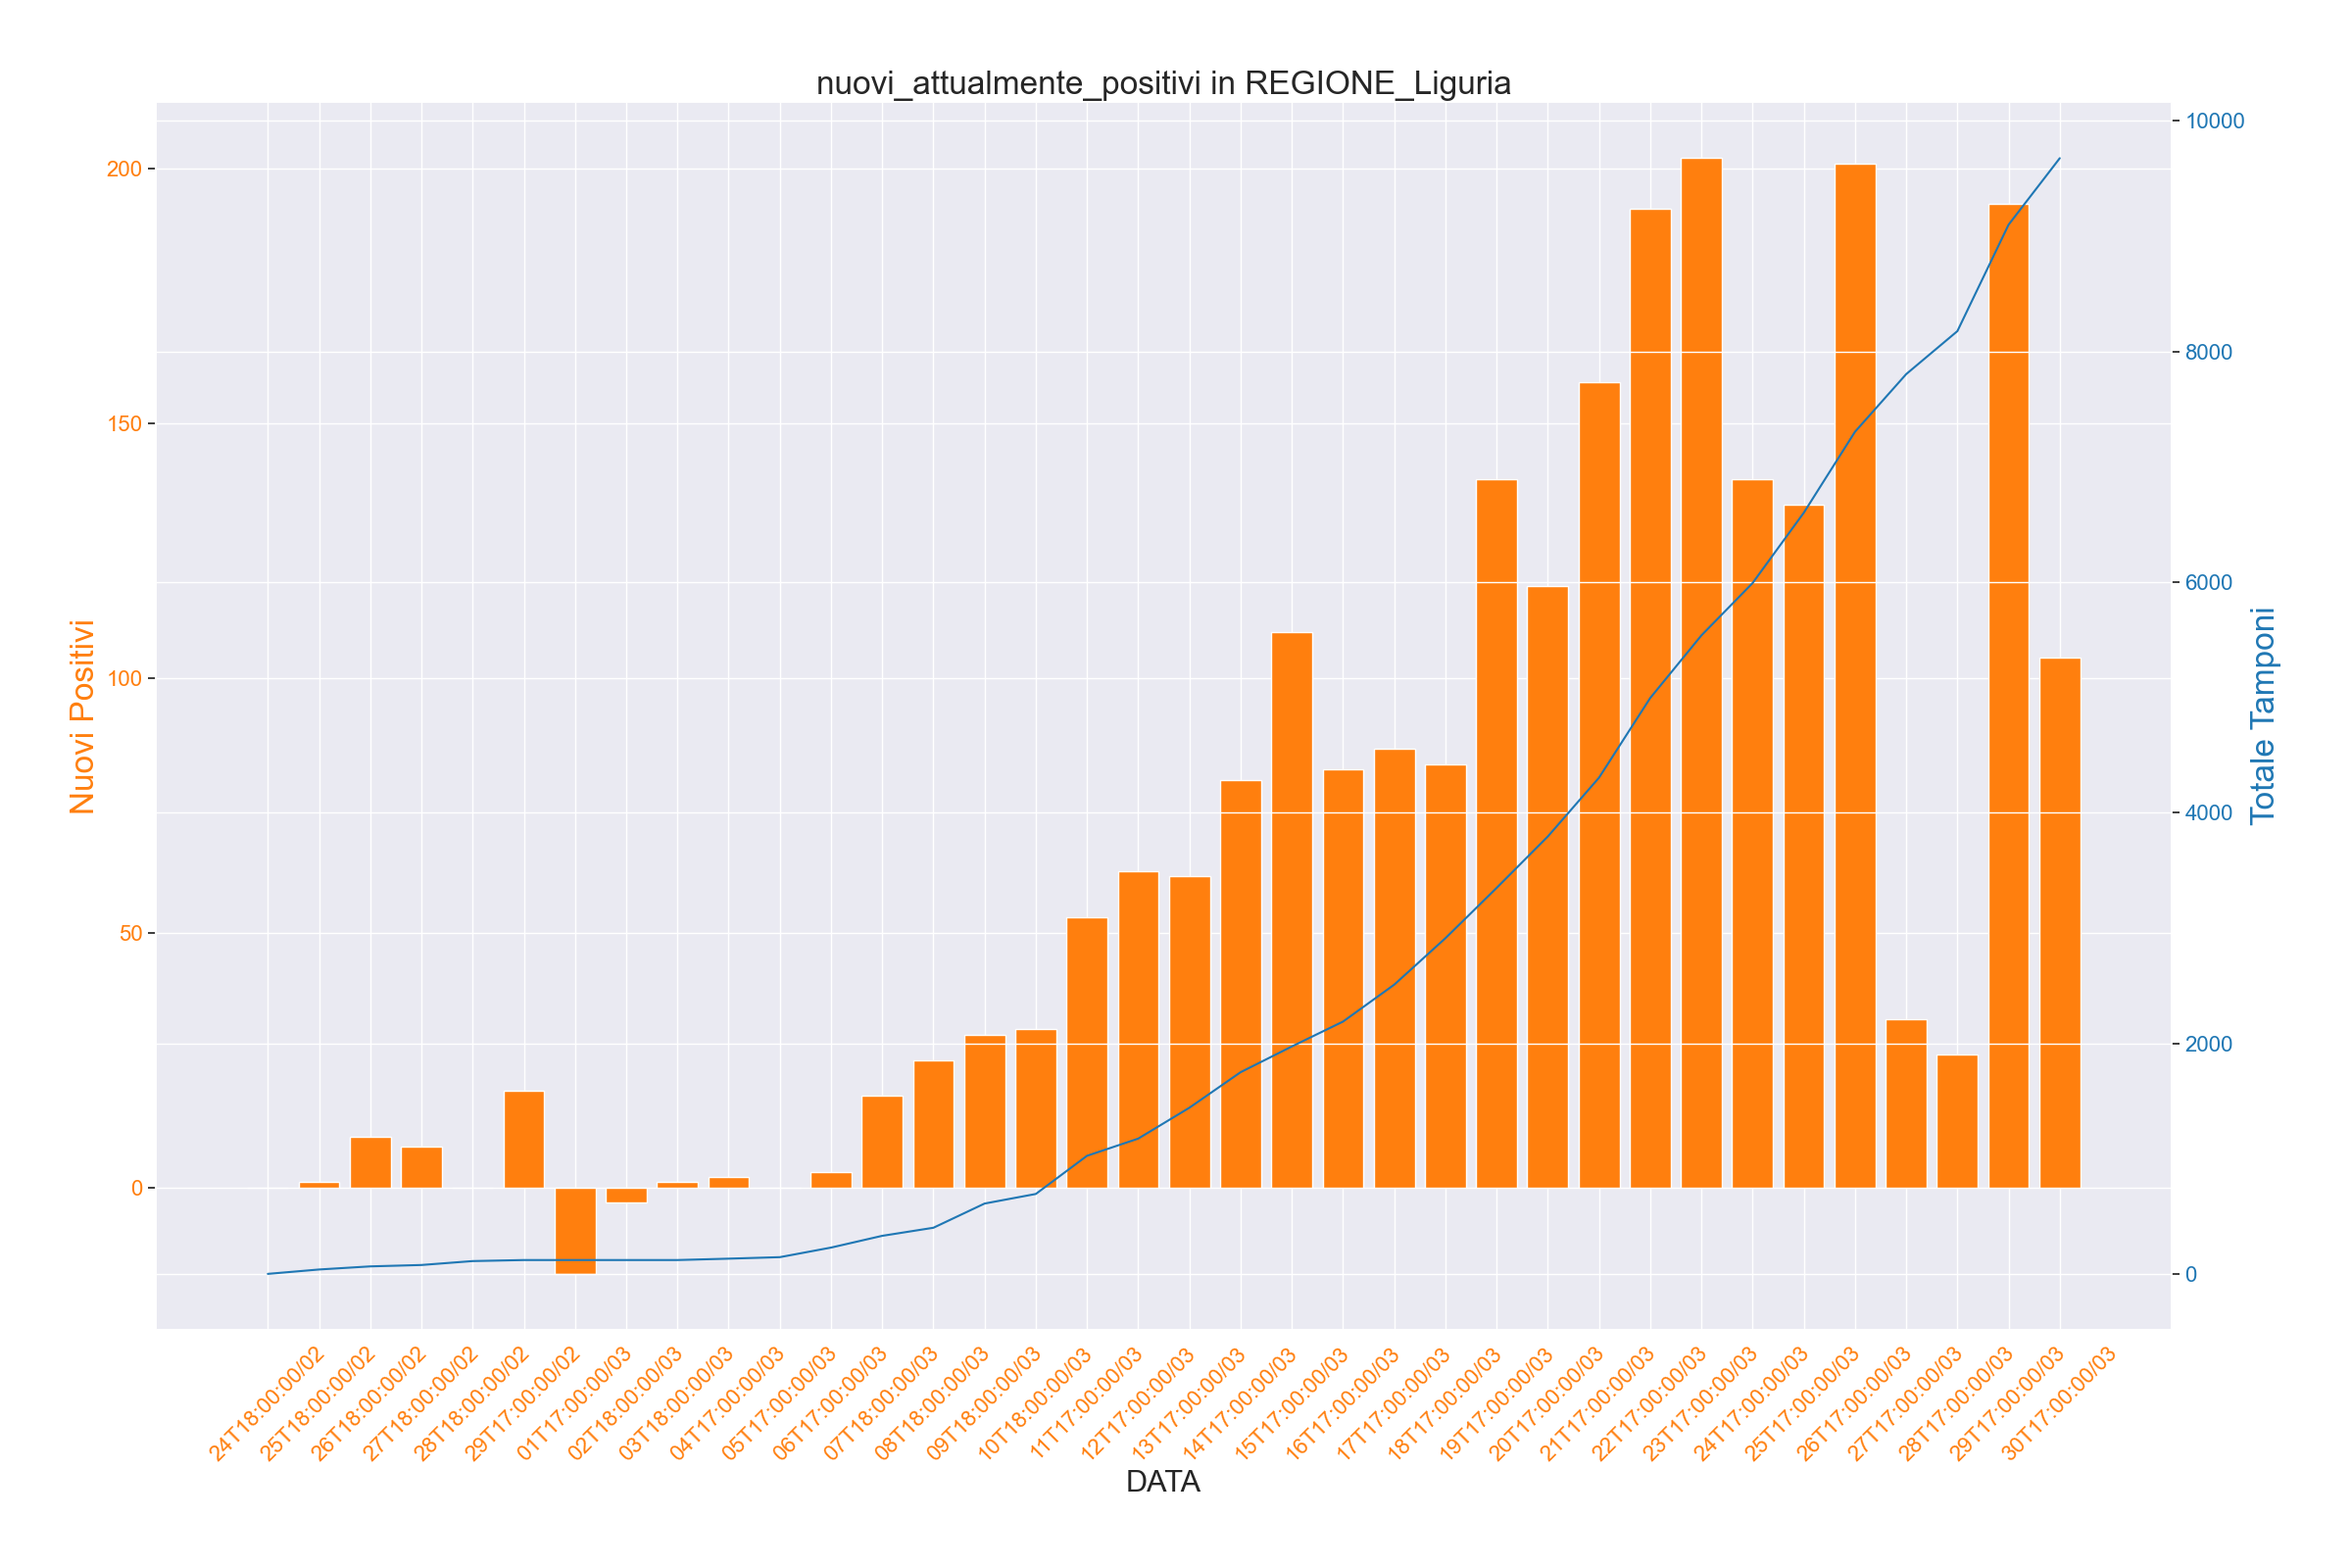 nuovi_attualmente_positivi in REGIONE_Liguria
Nuovi Positivi
200
150
100
50
0
Totale Tamponi
10000
8000
6000
4000
2000
0
24T18:00:00/02
25T18:00:00/02
26T18:00:00/02
27T18:00:00/02
28T18:00:00/02
29T17:00:00/02
01T17:00:00/03
02T18:00:00/03
03T18:00:00/03
04T17:00:00/03
05T17:00:00/03
06T17:00:00/03
07T18:00:00/03
08T18:00:00/03
09T18:00:00/03
10T18:00:00/03
11T17:00:00/03
12T17:00:00/03
13T17:00:00/03
14T17:00:00/03
15T17:00:00/03
16T17:00:00/03
17T17:00:00/03
18T17:00:00/03
19T17:00:00/03
20T17:00:00/03
21T17:00:00/03
22T17:00:00/03
23T17:00:00/03
24T17:00:00/03
25T17:00:00/03
26T17:00:00/03
27T17:00:00/03
28T17:00:00/03
29T17:00:00/03
30T17:00:00/03
DATA